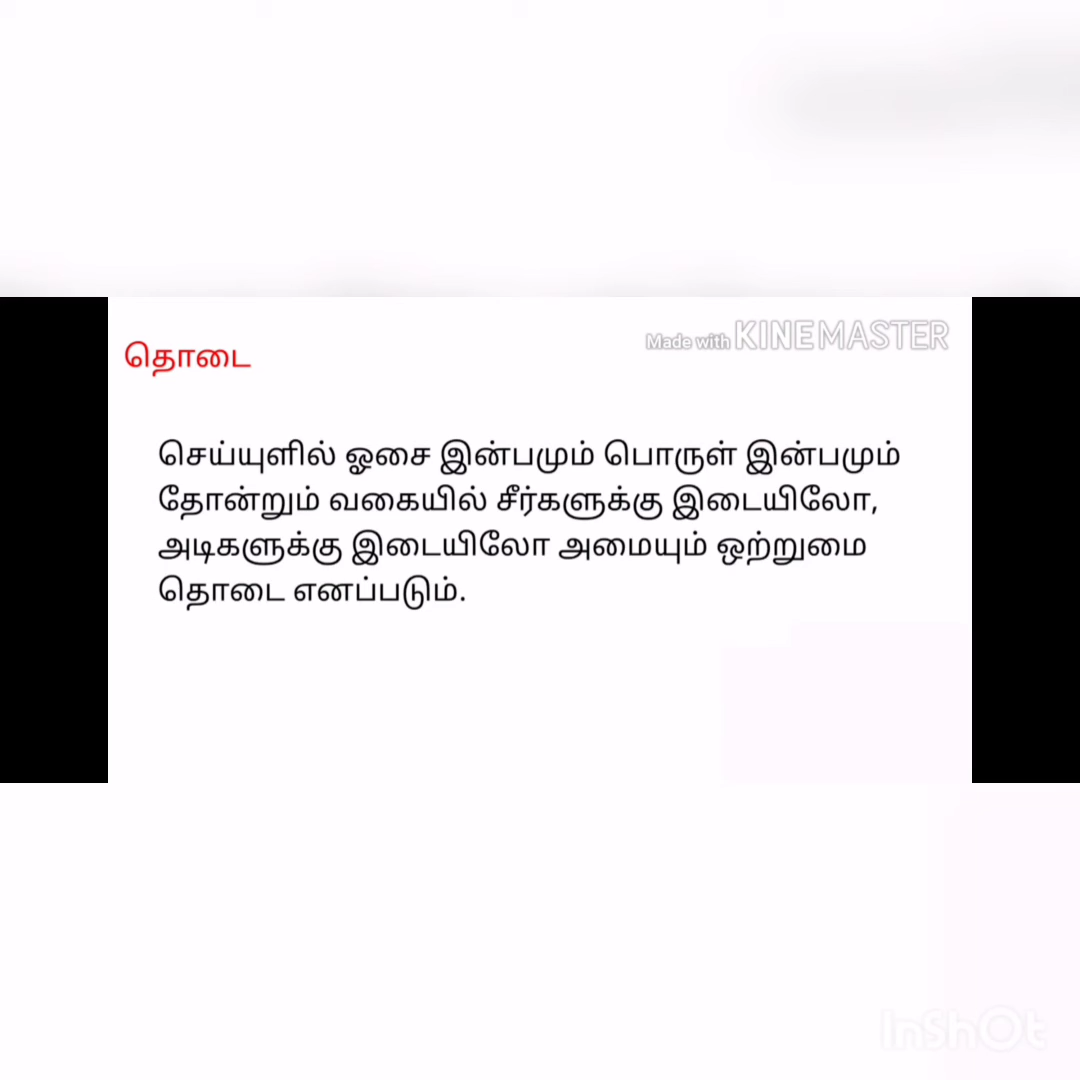 Made with KINEMASTER
தொடை
செய்யுளில் ஓசை இன்பமும் பொருள் இன்பமும்
தோன்றும் வகையில் சீர்களுக்கு இடையிலோ,
அடிகளுக்கு இடையிலோ அமையும் ஒற்றுமை
தொடை எனப்படும்.
InShOt